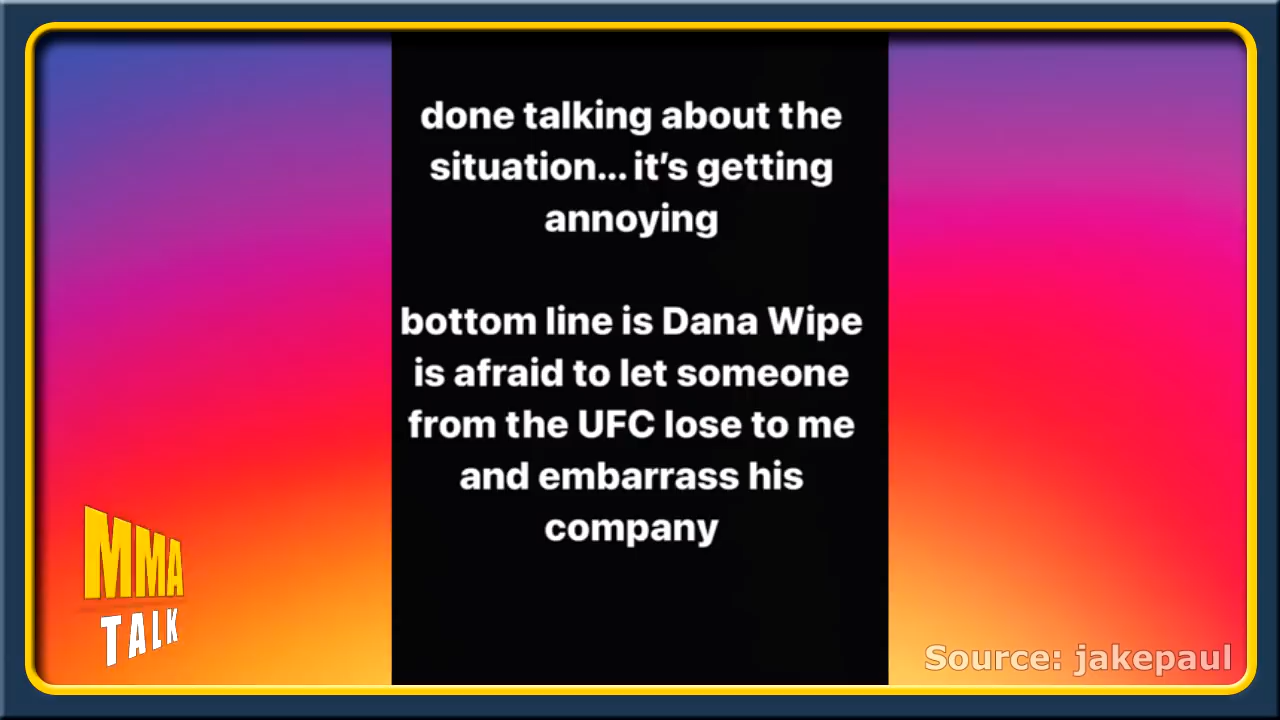 done talking about the
situation... it's getting
annoying
bottom line is Dana Wipe
is afraid to let someone
from the UFC lose to me
and embarrass his
company
MMA
TALK
Source: jakepaul